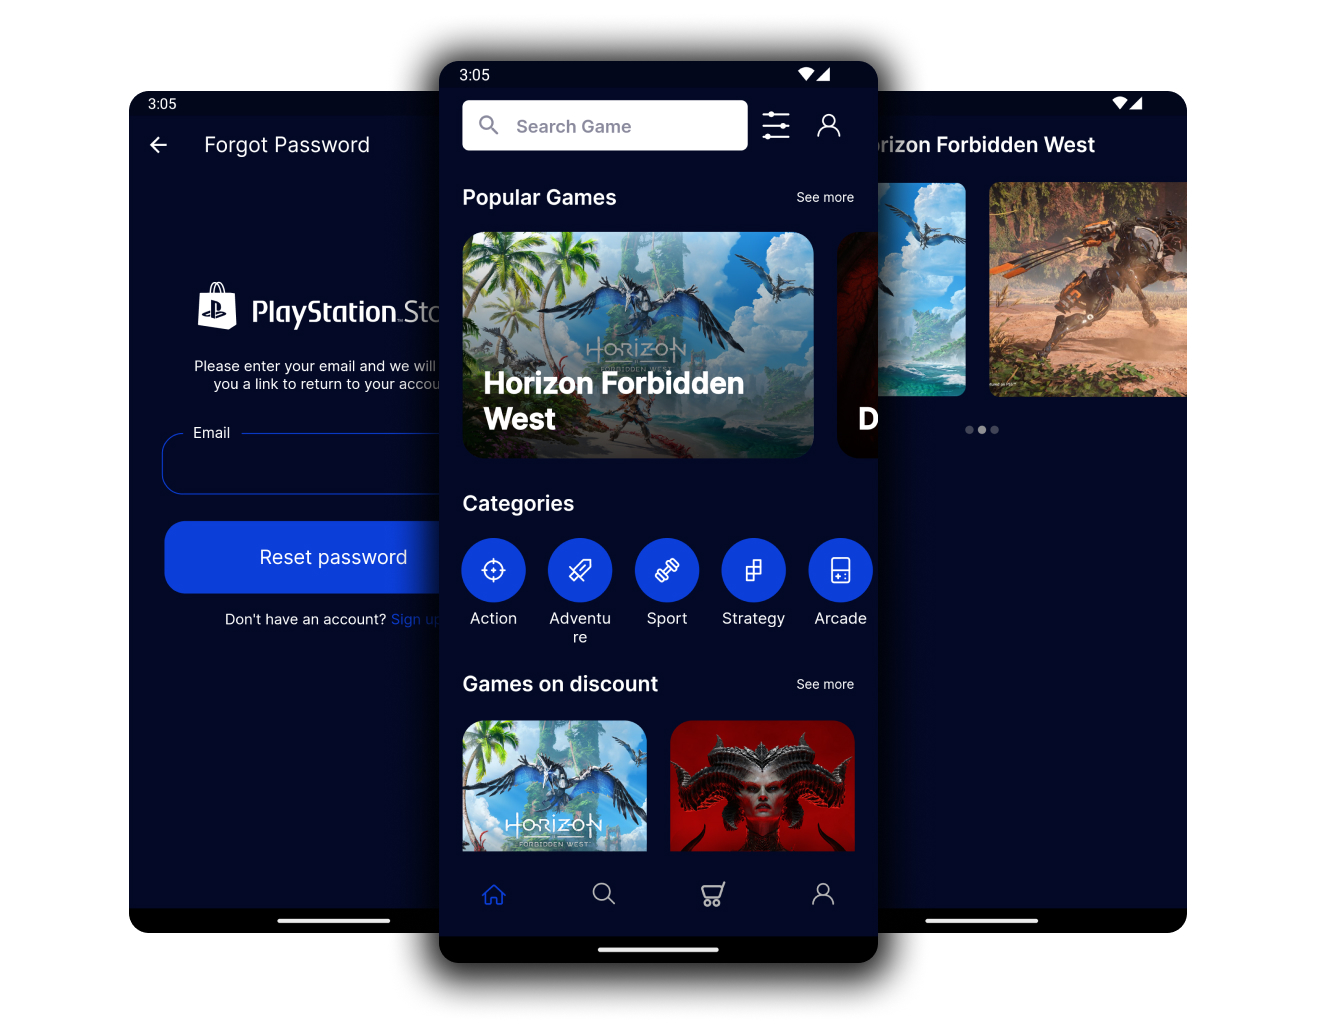 3:05
Forgot Password
PlayStation Sto
Please enter your email and we will
you a link to return to your accou
Email
Reset password
Don't have an account? Sign up
3:05
Search Game
Popular Games
See more
HORIZON
FORBIDDEN WEST
Horizon Forbidden
West
D
Categories
Action
Adventu
re
Sport
Strategy
Arcade
Games on discount
See more
HORIZON
FORBIDDEN WEST
rizon Forbidden West